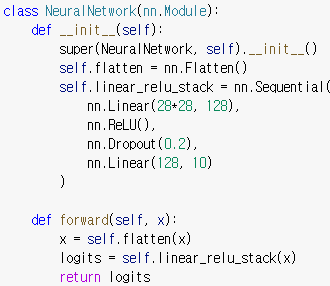 class NeuralNetwork(nn.Module):
    def __init__(self):
        super(NeuralNetwork, self).__init__()
        self.flatten = nn.Flatten()
        self.linear_relu_stack = nn.Sequential(
            nn.Linear(28*28, 128),
            nn.ReLU(),
            nn.Dropout(0.2),
            nn.Linear(128, 10)
        )

    def forward(self, x):
        x = self.flatten(x)
        logits = self.linear_relu_stack(x)
        return logits